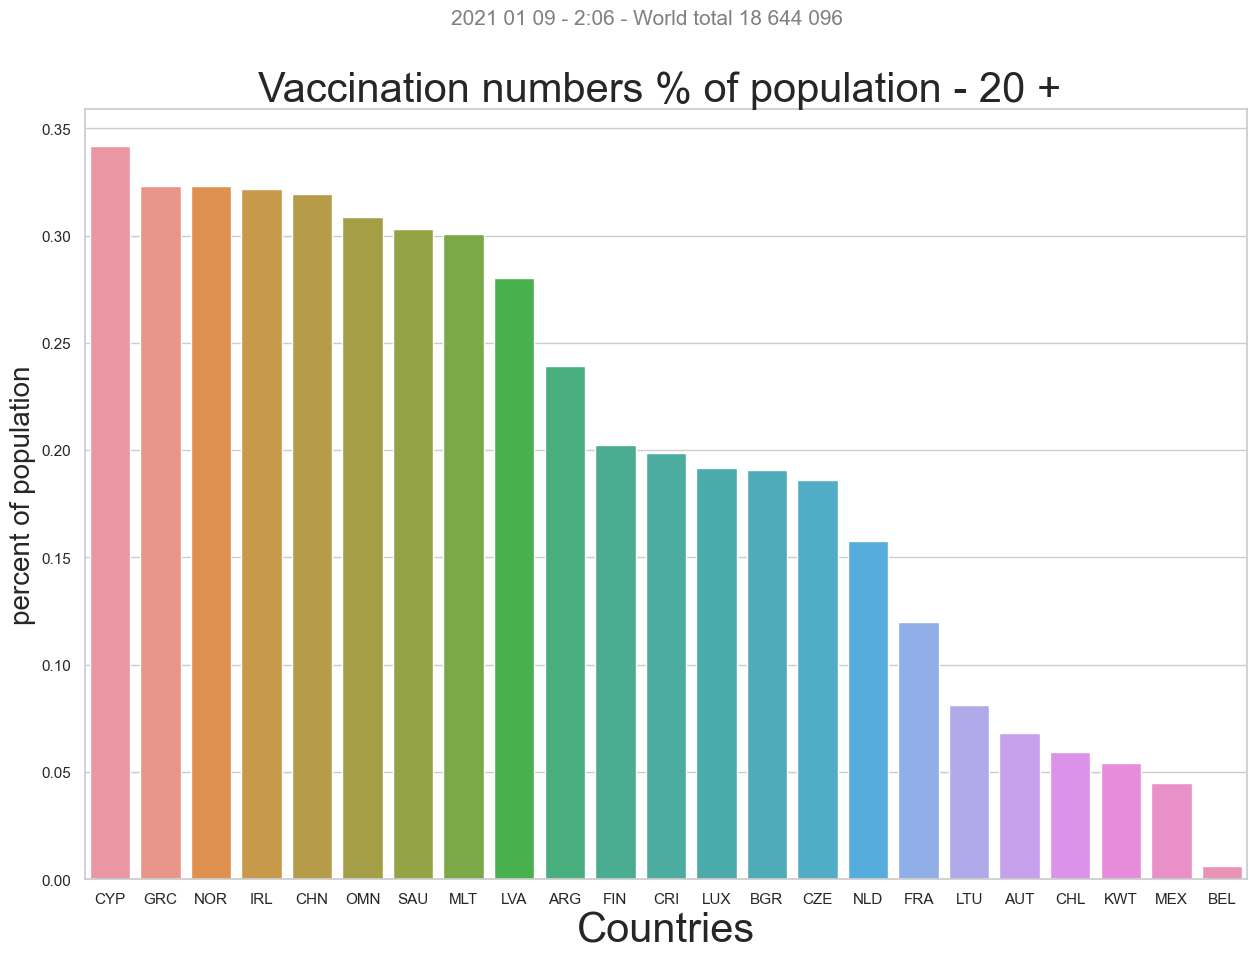 2021 01 09 - 2:06 - World total 18 644 096
Vaccination numbers % of population - 20 +
0.35
0.30
0.25
0.20
0.15
0.10
0.05
0.00
percent of population
CYP GRC NOR IRL CHN OMN SAU MLT LVA ARG FIN CRI LUX BGR CZE NLD FRA LTU AUT CHL KWT MEX BEL
Countries